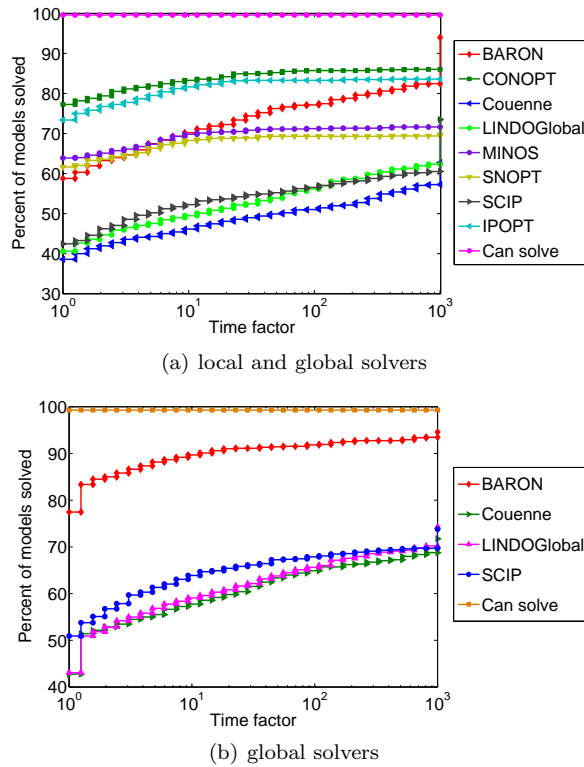 100
90
80
70
60
50
40
30
Percent of models solved
10^0
10^1
10^2
10^3
Time factor
BARON
CONOPT
Couenne
LINDOGlobal
MINOS
SNOPT
SCIP
IPOPT
Can solve
(a) local and global solvers
100
90
80
70
60
50
40
Percent of models solved
10^0
10^1
10^2
10^3
Time factor
BARON
Couenne
LINDOGlobal
SCIP
Can solve
(b) global solvers